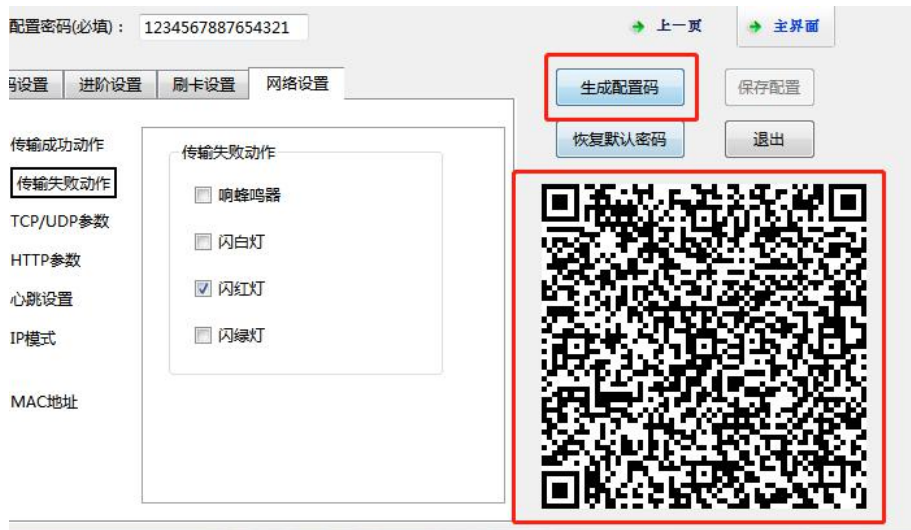 配置密码(必填)：
1234567887654321
上一页
主界面
码设置
进阶设置
刷卡设置
网络设置
生成配置码
保存配置
恢复默认密码
退出
传输成功动作
传输失败动作
TCP/UDP参数
HTTP参数
心跳设置
IP模式
MAC地址
传输失败动作
响蜂鸣器
闪白灯
闪红灯
闪绿灯